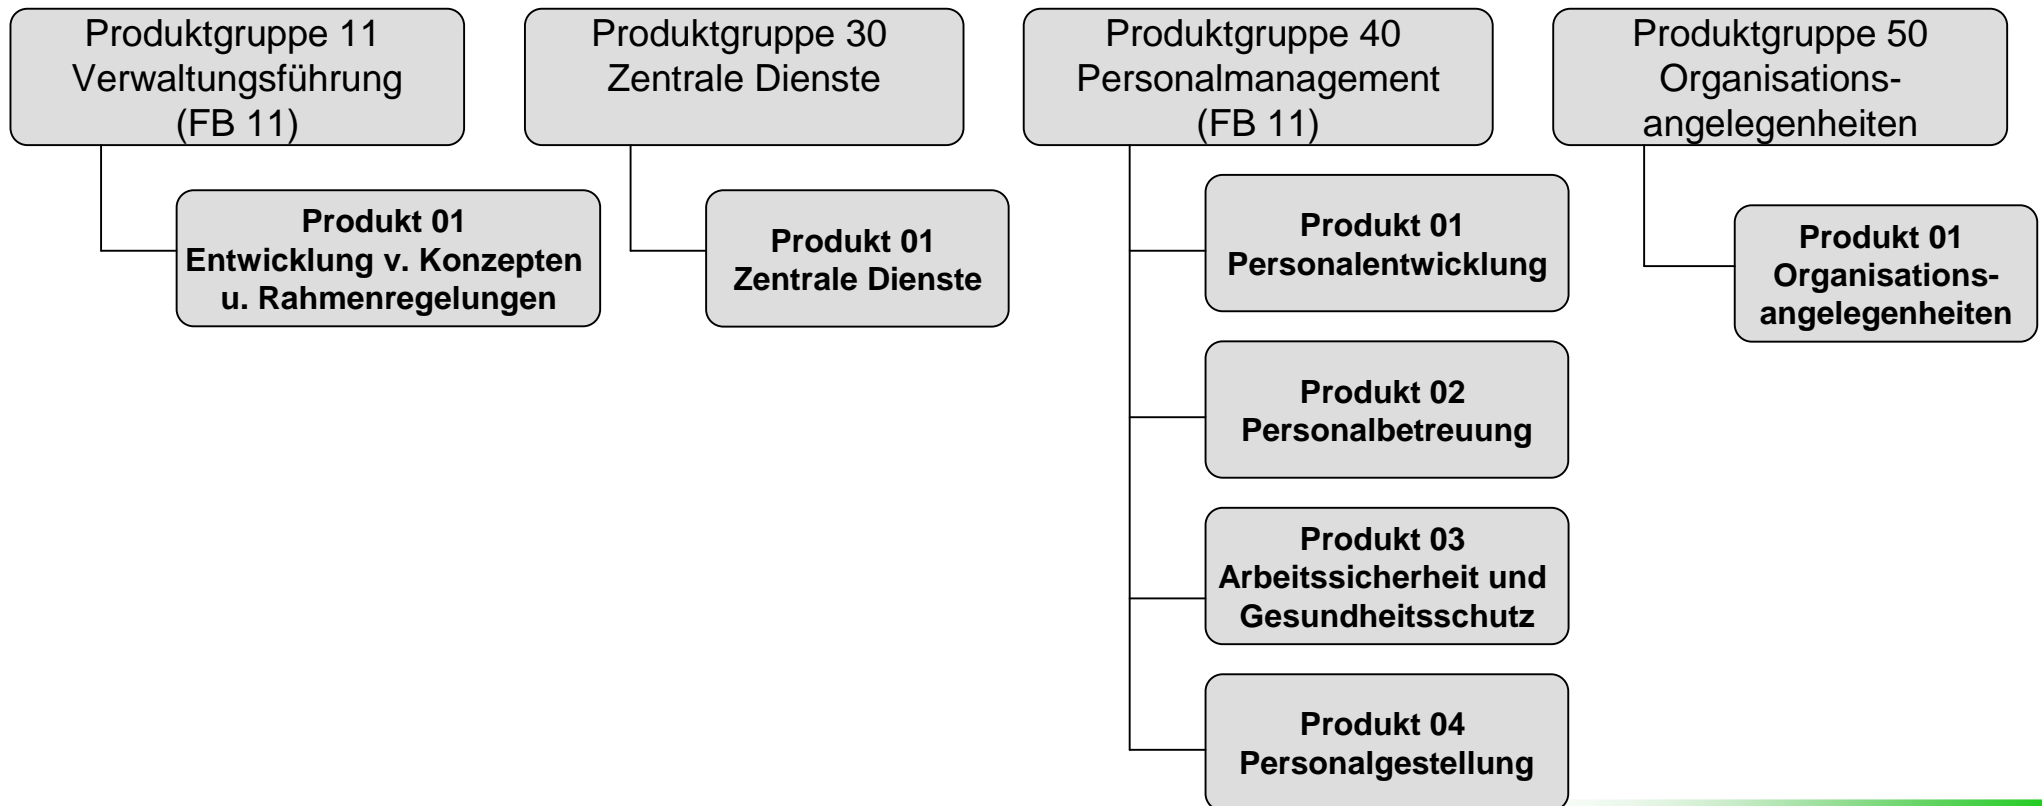 Produktgruppe 11
Verwaltungsführung
(FB 11)
Produkt 01
Entwicklung v. Konzepten
u. Rahmenregelungen
Produktgruppe 30
Zentrale Dienste
Produkt 01
Zentrale Dienste
Produktgruppe 40
Personalmanagement
(FB 11)
Produkt 01
Personalentwicklung
Produkt 02
Personalbetreuung
Produkt 03
Arbeitssicherheit und
Gesundheitsschutz
Produkt 04
Personalgestellung
Produktgruppe 50
Organisations-
angelegenheiten
Produkt 01
Organisations-
angelegenheiten